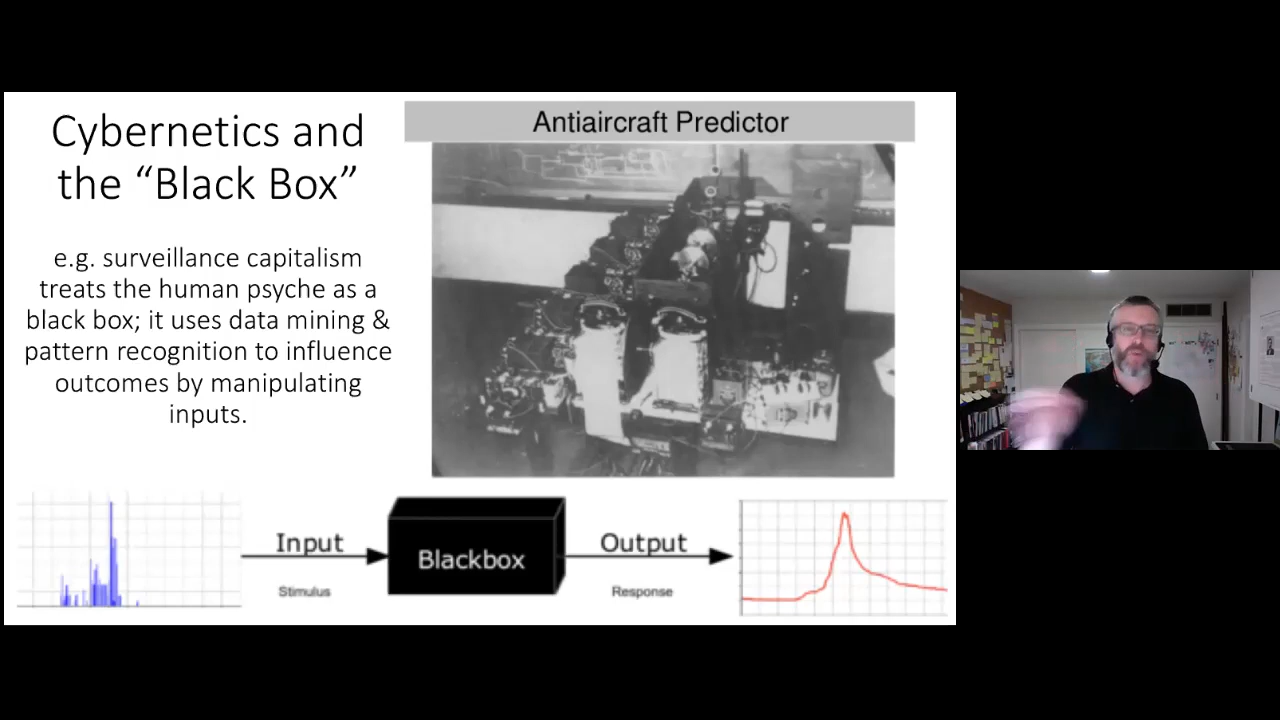 Cybernetics and
the “Black Box”
e.g. surveillance capitalism
treats the human psyche as a
black box; it uses data mining &
pattern recognition to influence
outcomes by manipulating
inputs.
Antiaircraft Predictor
Input
Stimulus
Blackbox
Output
Response